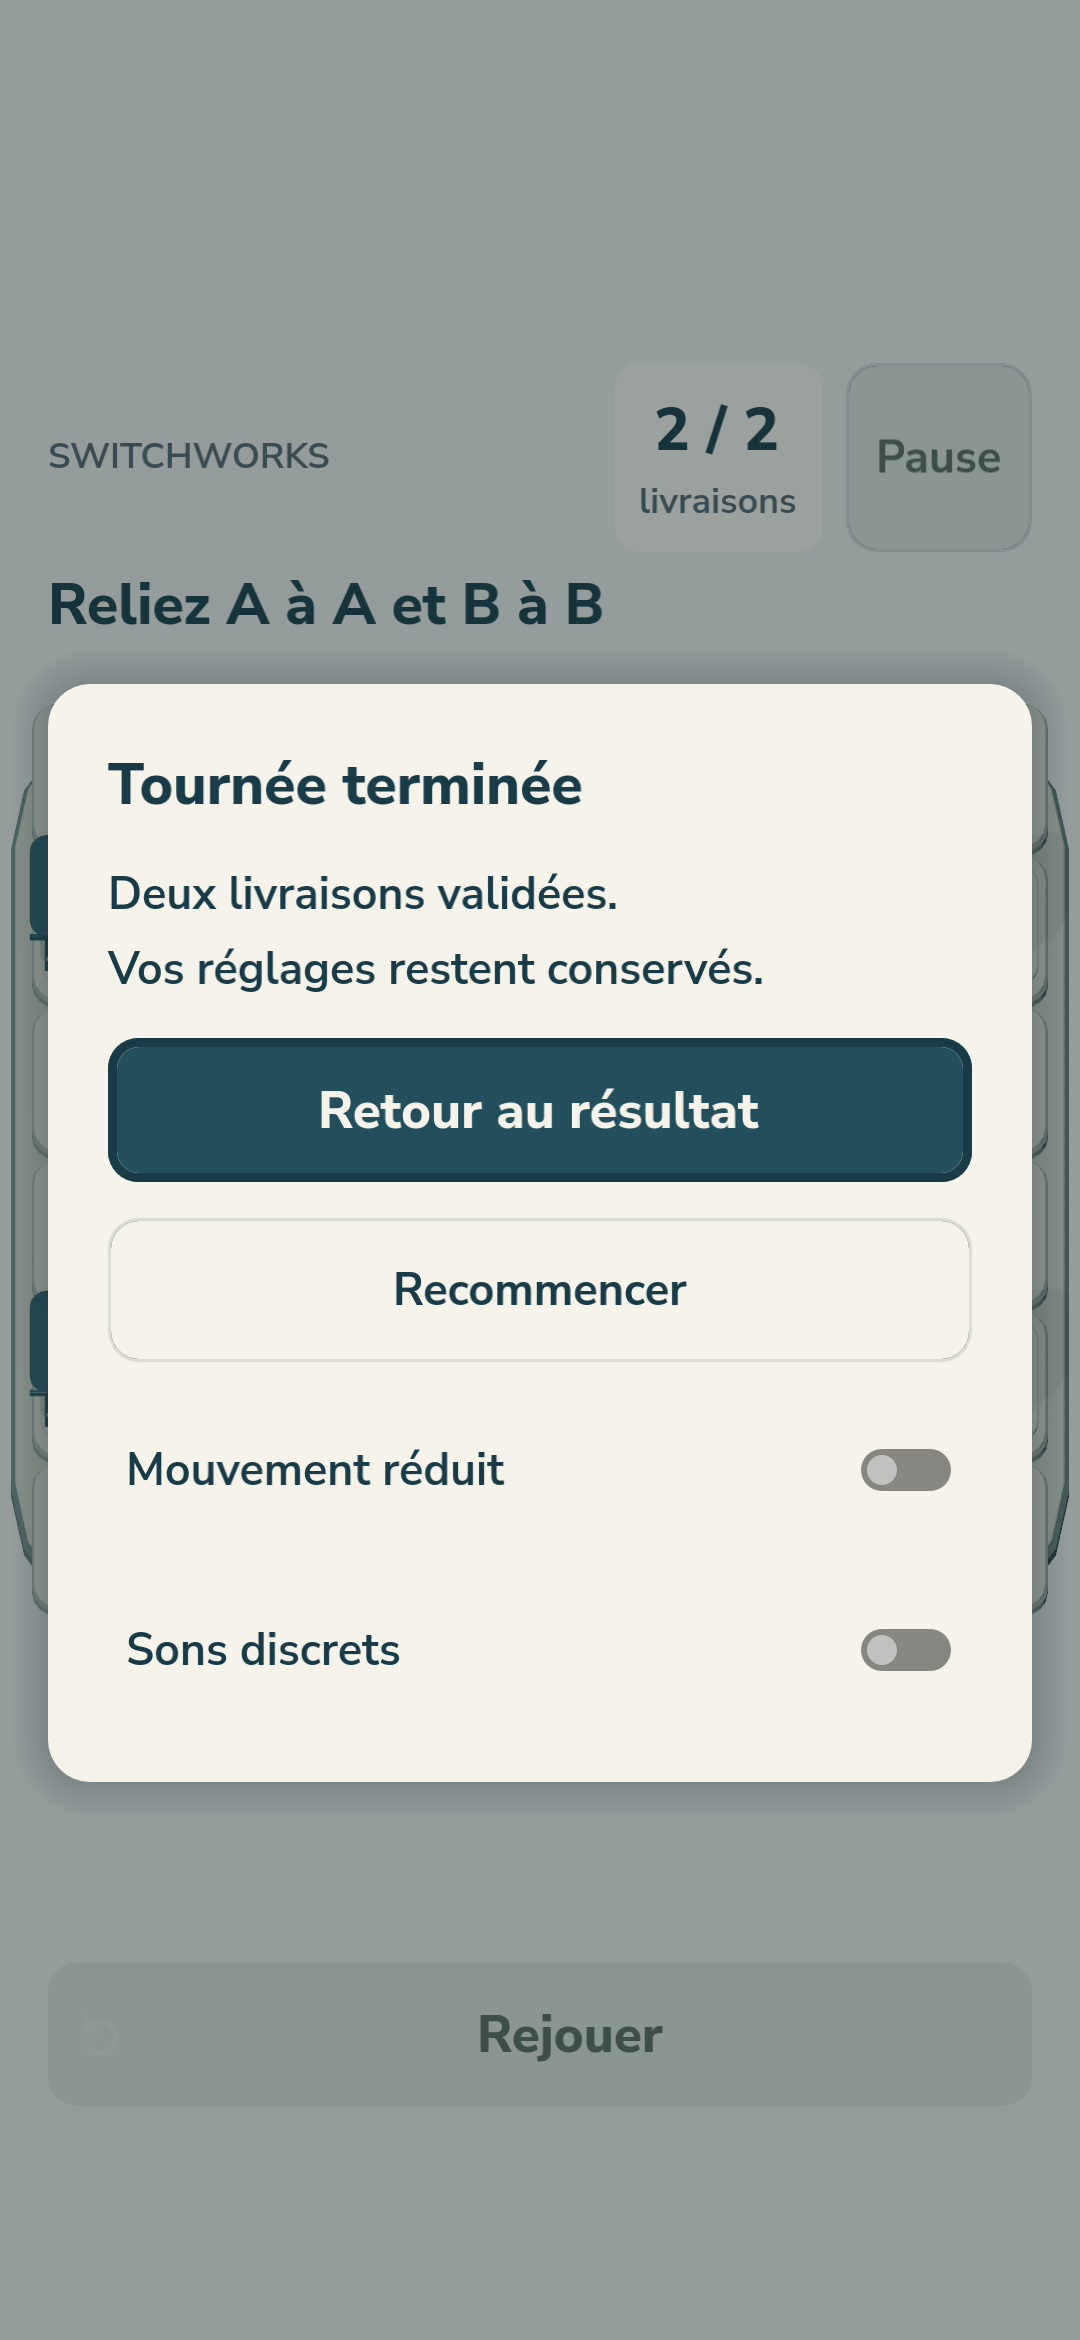 SWITCHWORKS
2 / 2
livraisons
Pause
Reliez A à A et B à B
Tournée terminée
Deux livraisons validées.
Vos réglages restent conservés.
Retour au résultat
Recommencer
Mouvement réduit
Sons discrets
Rejouer